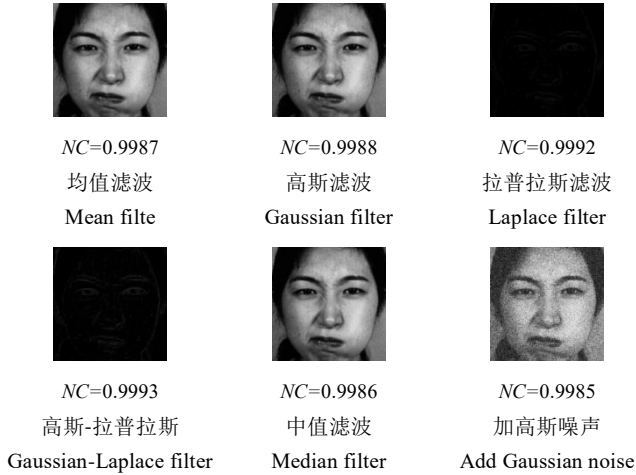 NC=0.9987 NC=0.9988 NC=0.9992
均值滤波 高斯滤波 拉普拉斯滤波
Mean filte Gaussian filter Laplace filter
NC=0.9993 NC=0.9986 NC=0.9985
高斯-拉普拉斯 中值滤波 加高斯噪声
Gaussian-Laplace filter Median filter Add Gaussian noise